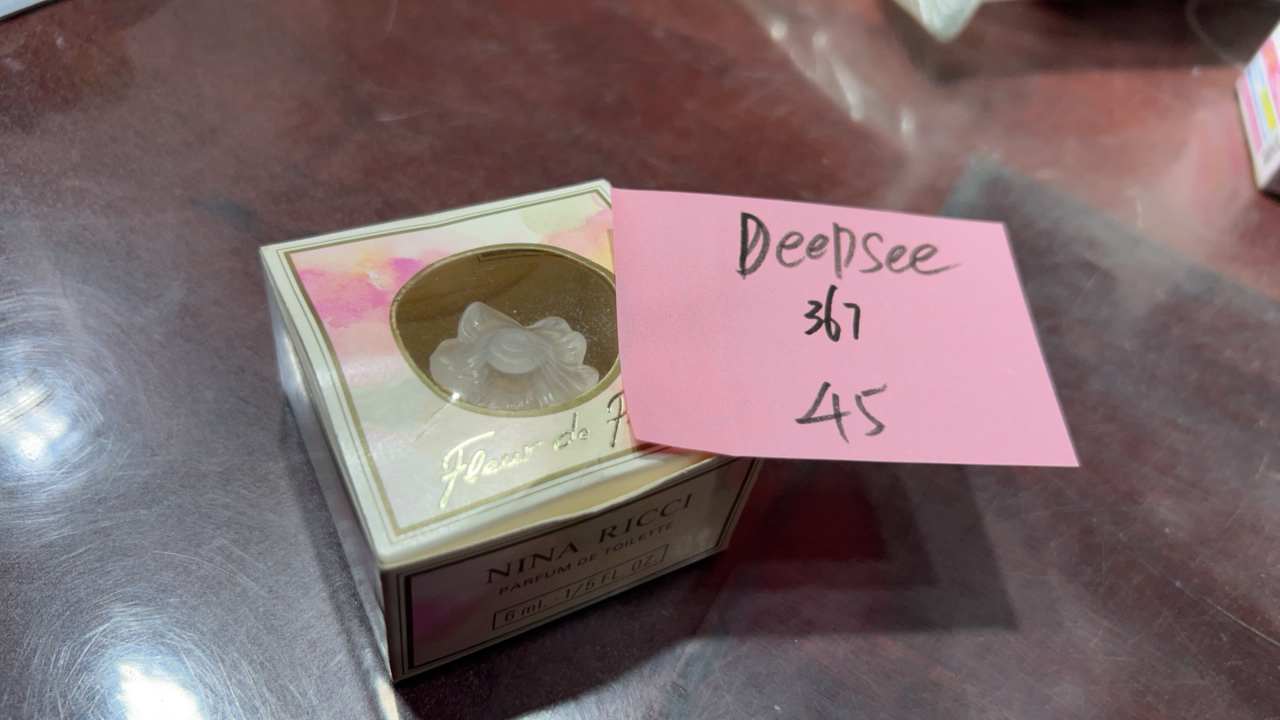 Fleur de
NINA RICCI
PARFUM DE TOILETTE
6 ml. - 1/5 FL. OZ.
Deepsee
367
45